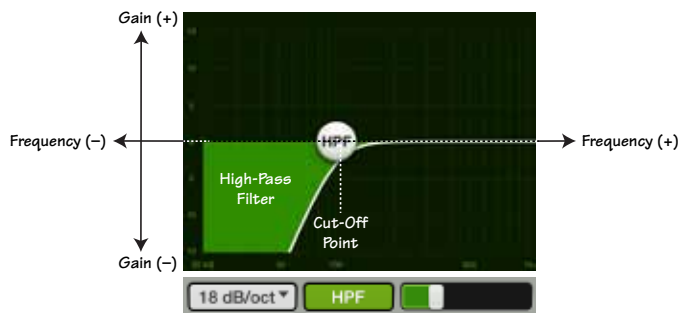 Gain (+)
Frequency (–)
HPF
Frequency (+)
High-Pass
Filter
Cut-Off
Point
Gain (–)
18 dB/oct
HPF